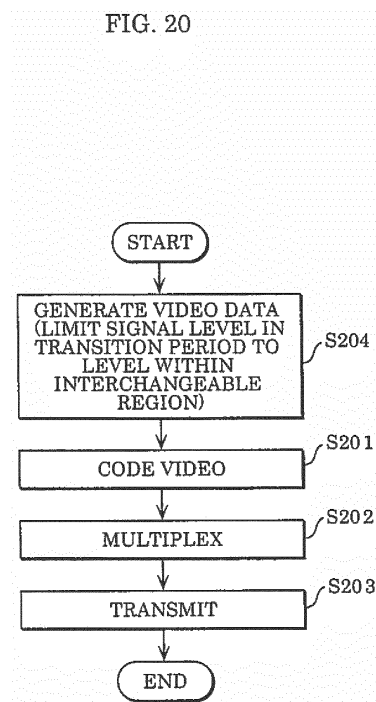 FIG. 20
START
GENERATE VIDEO DATA
(LIMIT SIGNAL LEVEL IN
TRANSITION PERIOD TO
LEVEL WITHIN
INTERCHANGEABLE
REGION)
S204
CODE VIDEO
S201
MULTIPLEX
S202
TRANSMIT
S203
END